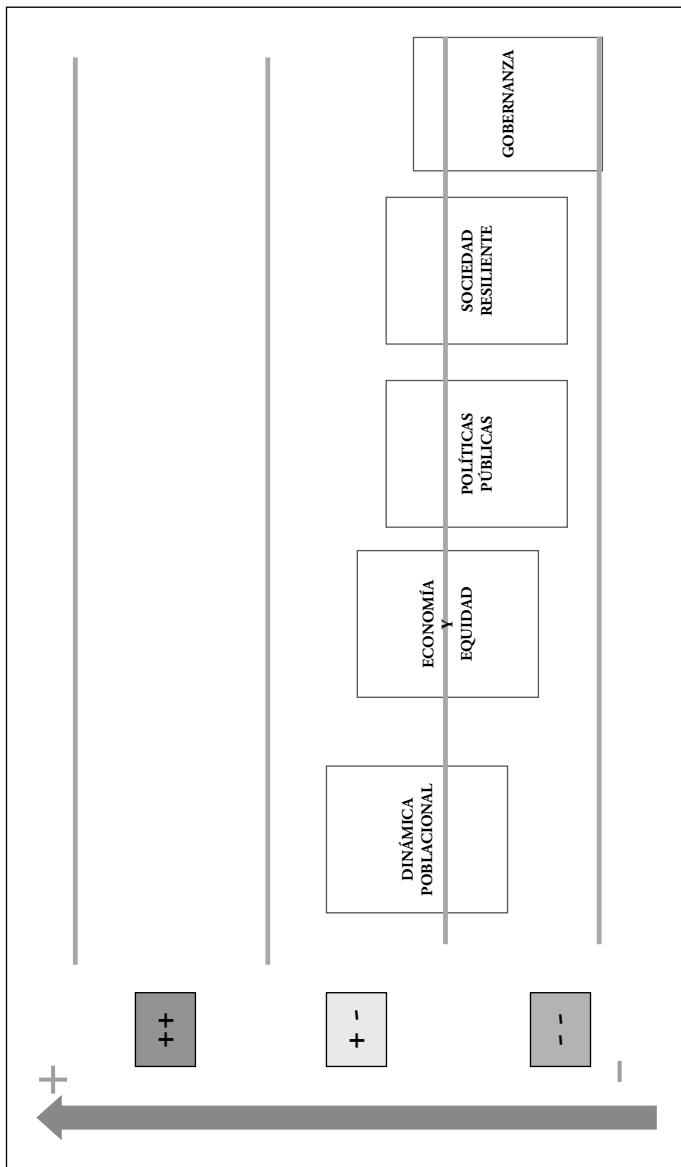 +
++
+ -
- -
–
DINÁMICA
POBLACIONAL
ECONOMÍA
Y
EQUIDAD
POLÍTICAS
PÚBLICAS
SOCIEDAD
RESILIENTE
GOBERNANZA